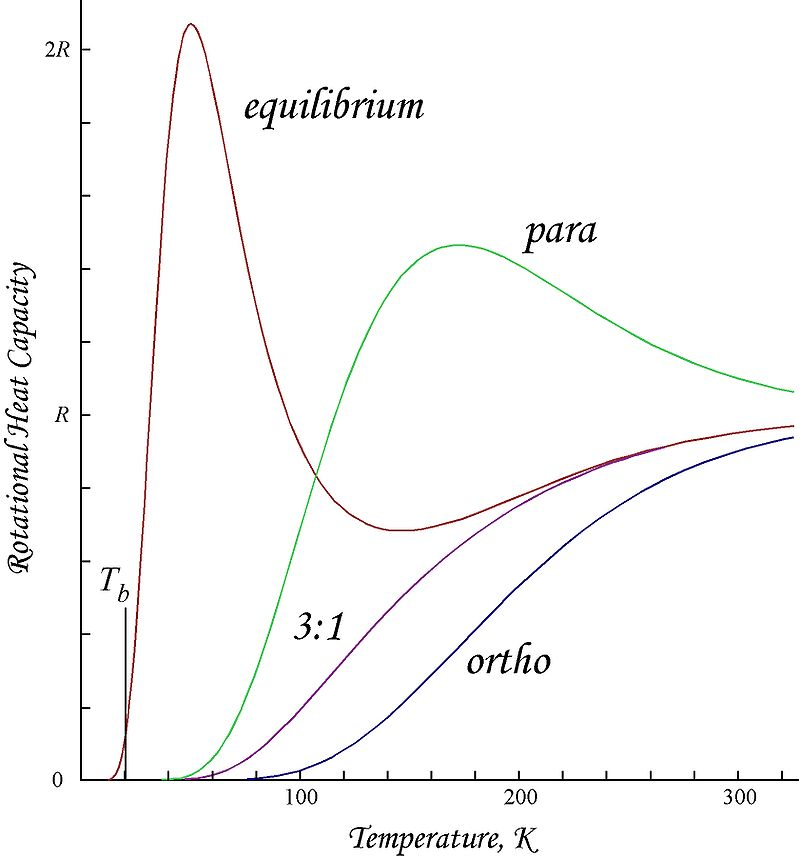 2R
equilibrium
para
R
Rotational Heat Capacity
T_b
3:1
ortho
0
100
200
300
Temperature, K